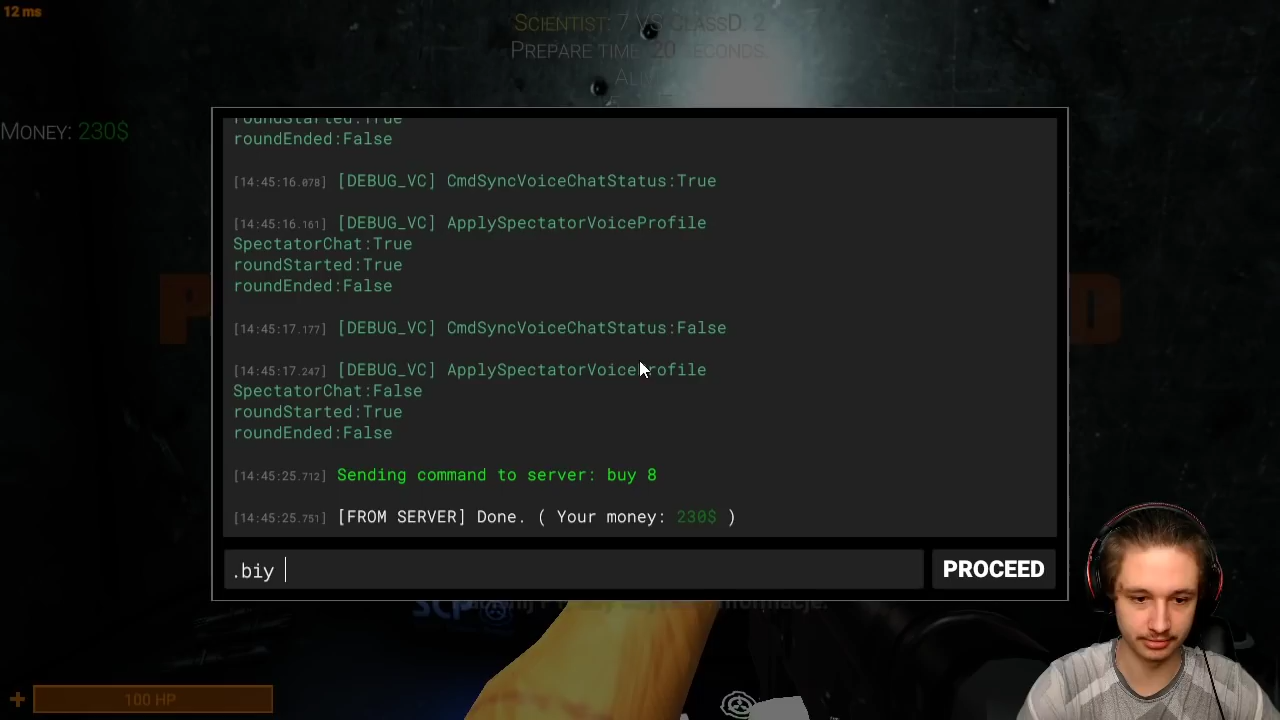 12 ms
SCIENTIST: 7 VS CLASSD: 2
PREPARE TIME: 20 SECONDS.
MONEY: 230$
roundStarted:True
roundEnded:False
[14:45:16.078] [DEBUG_VC] CmdSyncVoiceChatStatus:True
[14:45:16.161] [DEBUG_VC] ApplySpectatorVoiceProfile
SpectatorChat:True
roundStarted:True
roundEnded:False
[14:45:17.177] [DEBUG_VC] CmdSyncVoiceChatStatus:False
[14:45:17.247] [DEBUG_VC] ApplySpectatorVoiceProfile
SpectatorChat:False
roundStarted:True
roundEnded:False
[14:45:25.712] Sending command to server: buy 8
[14:45:25.751] [FROM SERVER] Done. ( Your money: 230$ )
.biy
PROCEED
SCP
+ 100 HP